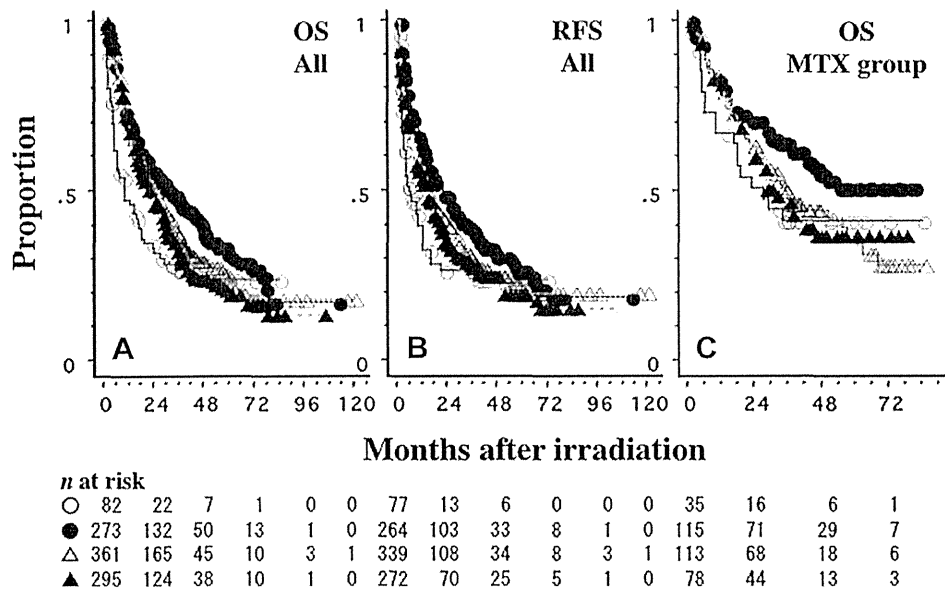 1 OS 1 RFS 1 OS
All All MTX group
Proportion
.5 .5 .5
0 A 0 B 0 C
0 24 48 72 96 120 0 24 48 72 96 120 0 24 48 72
Months after irradiation
n at risk
82 22 7 1 0 0 77 13 6 0 0 0 35 16 6 1
273 132 50 13 1 0 264 103 33 8 1 0 115 71 29 7
361 165 45 10 3 1 339 108 34 8 3 1 113 68 18 6
295 124 38 10 1 0 272 70 25 5 1 0 78 44 13 3